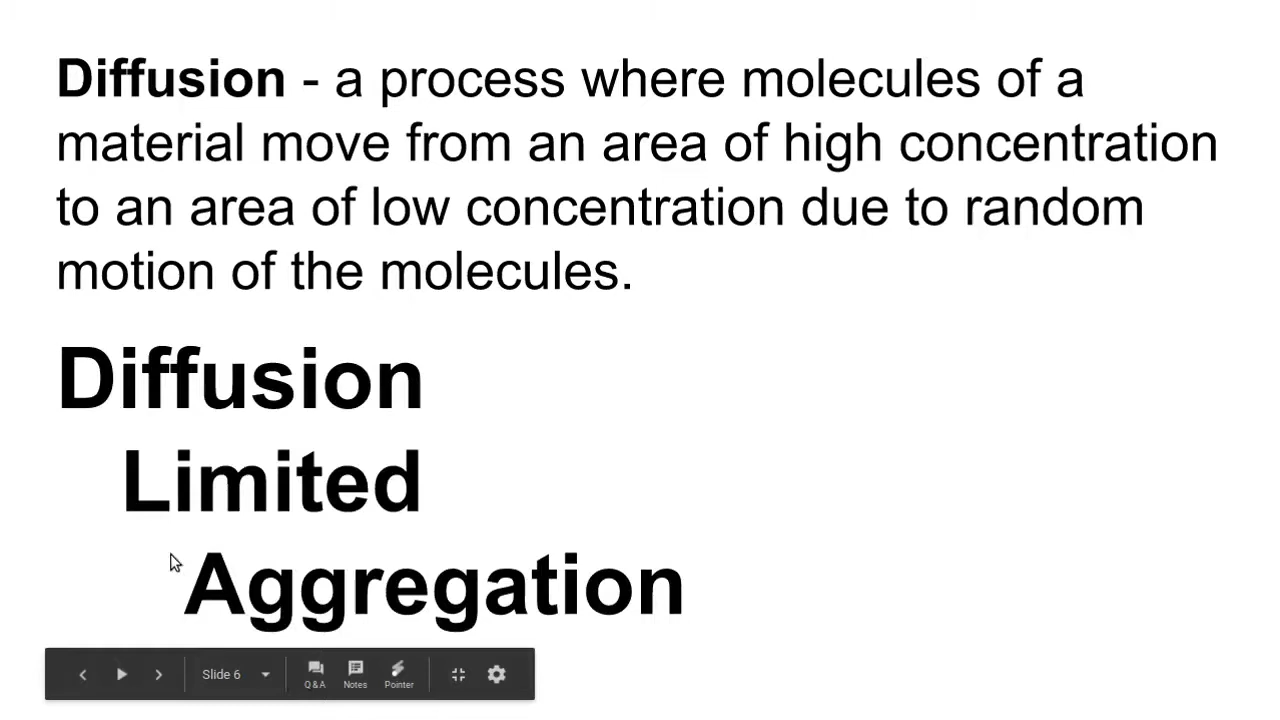 Diffusion - a process where molecules of a
material move from an area of high concentration
to an area of low concentration due to random
motion of the molecules.
Diffusion
Limited
Aggregation
Slide 6
Q & A
Notes
Pointer